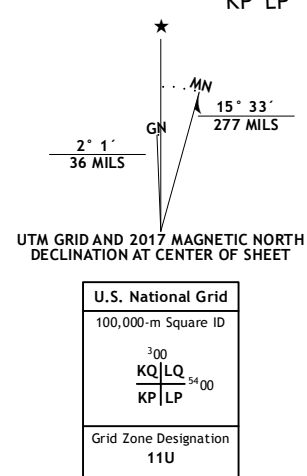 KP LP
★
MN
GN
15° 33´
277 MILS
2° 1´
36 MILS
UTM GRID AND 2017 MAGNETIC NORTH
DECLINATION AT CENTER OF SHEET
U.S. National Grid
100,000-m Square ID
³00
KQ LQ
⁵⁴00
KP LP
Grid Zone Designation
11U